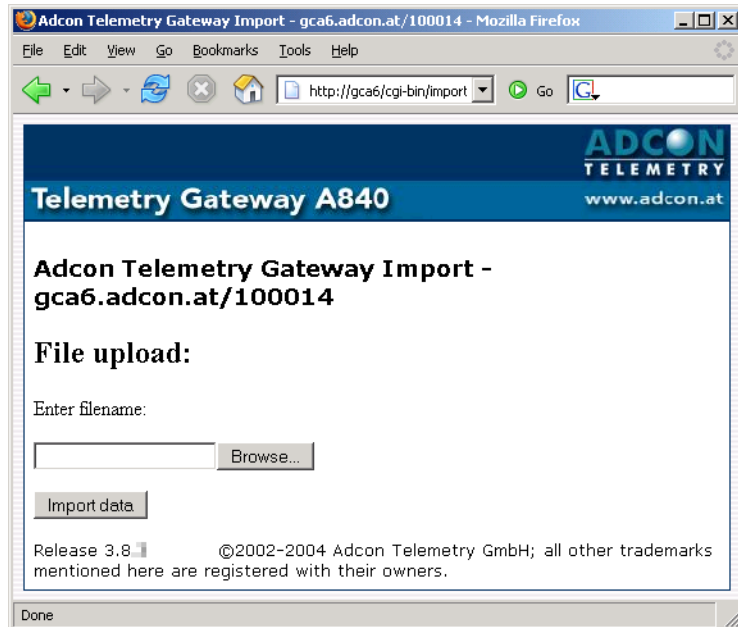 Adcon Telemetry Gateway Import - gca6.adcon.at/100014 - Mozilla Firefox
File Edit View Go Bookmarks Tools Help
http://gca6/cgi-bin/import Go G
ADCON
TELEMETRY
Telemetry Gateway A840 www.adcon.at
Adcon Telemetry Gateway Import -
gca6.adcon.at/100014
File upload:
Enter filename:
Browse...
Import data
Release 3.8. ©2002-2004 Adcon Telemetry GmbH; all other trademarks
mentioned here are registered with their owners.
Done